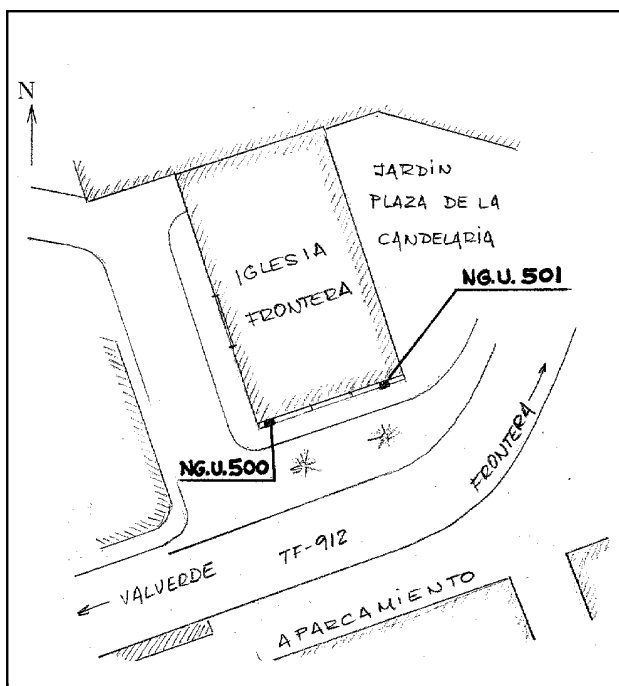 N
JARDIN
PLAZA DE LA
CANDELARIA
IGLESIA
FRONTERA
NG.U.501
NG.U.500
FRONTERA
TF-912
VALVERDE
APARCAMIENTO